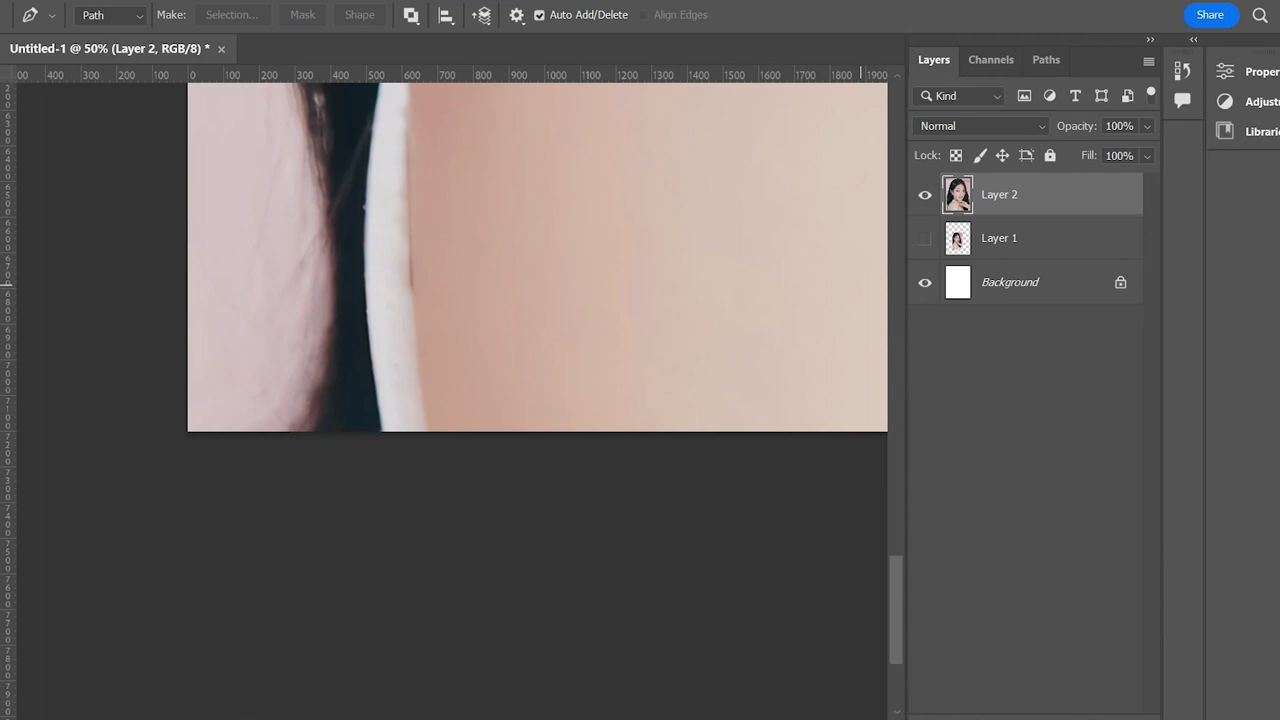 Path Make: Selection... Mask Shape Auto Add/Delete Align Edges Share
Untitled-1 @ 50% (Layer 2, RGB/8) * ×
00 400 300 200 100 0 100 200 300 400 500 600 700 800 900 1000 1100 1200 1300 1400 1500 1600 1700 1800 1900
Layers Channels Paths
Kind
Normal Opacity: 100%
Lock: Fill: 100%
Layer 2
Layer 1
Background
Proper
Adjust
Librari